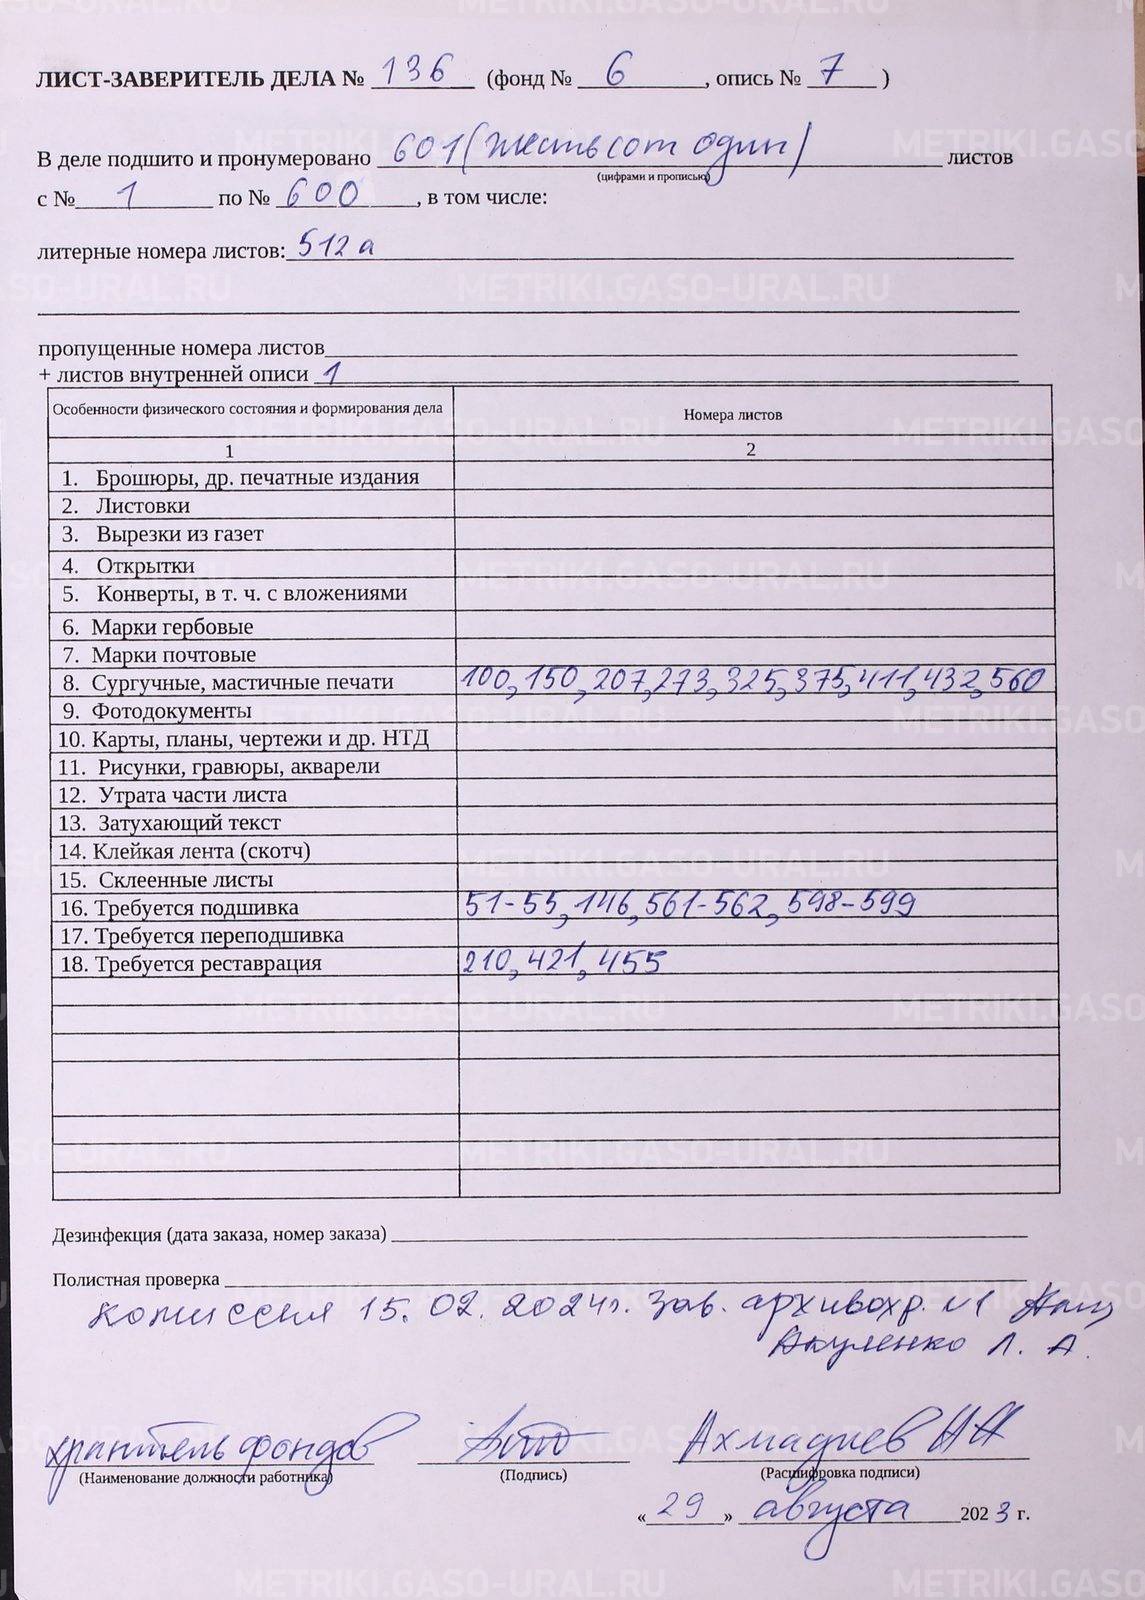 ЛИСТ-ЗАВЕРИТЕЛЬ ДЕЛА № 136 (фонд № 6, опись № 7)
В деле подшито и пронумеровано 601 (шестьсот один) листов
(цифрами и прописью)
с № 1 по № 600, в том числе:
литерные номера листов: 512 а
пропущенные номера листов
+ листов внутренней описи 1
Особенности физического состояния и формирования дела Номера листов
1 2
1. Брошюры, др. печатные издания
2. Листовки
3. Вырезки из газет
4. Открытки
5. Конверты, в т. ч. с вложениями
6. Марки гербовые
7. Марки почтовые
8. Сургучные, мастичные печати 100, 150, 207, 273, 325, 375, 411, 432, 560
9. Фотодокументы
10. Карты, планы, чертежи и др. НТД
11. Рисунки, гравюры, акварели
12. Утрата части листа
13. Затухающий текст
14. Клейкая лента (скотч)
15. Склеенные листы
16. Требуется подшивка 51-55, 146, 561-562, 598-599
17. Требуется переподшивка
18. Требуется реставрация 210, 421, 455
Дезинфекция (дата заказа, номер заказа)
Полистная проверка
комиссия 15.02.2024г. Зав. архивохр. №1
Акуленко Л. А.
хранитель фондов Ахмадиев
(Наименование должности работника) (Подпись) (Расшифровка подписи)
« 29 » августа 2023 г.
METRIKI.GASO-URAL.RU